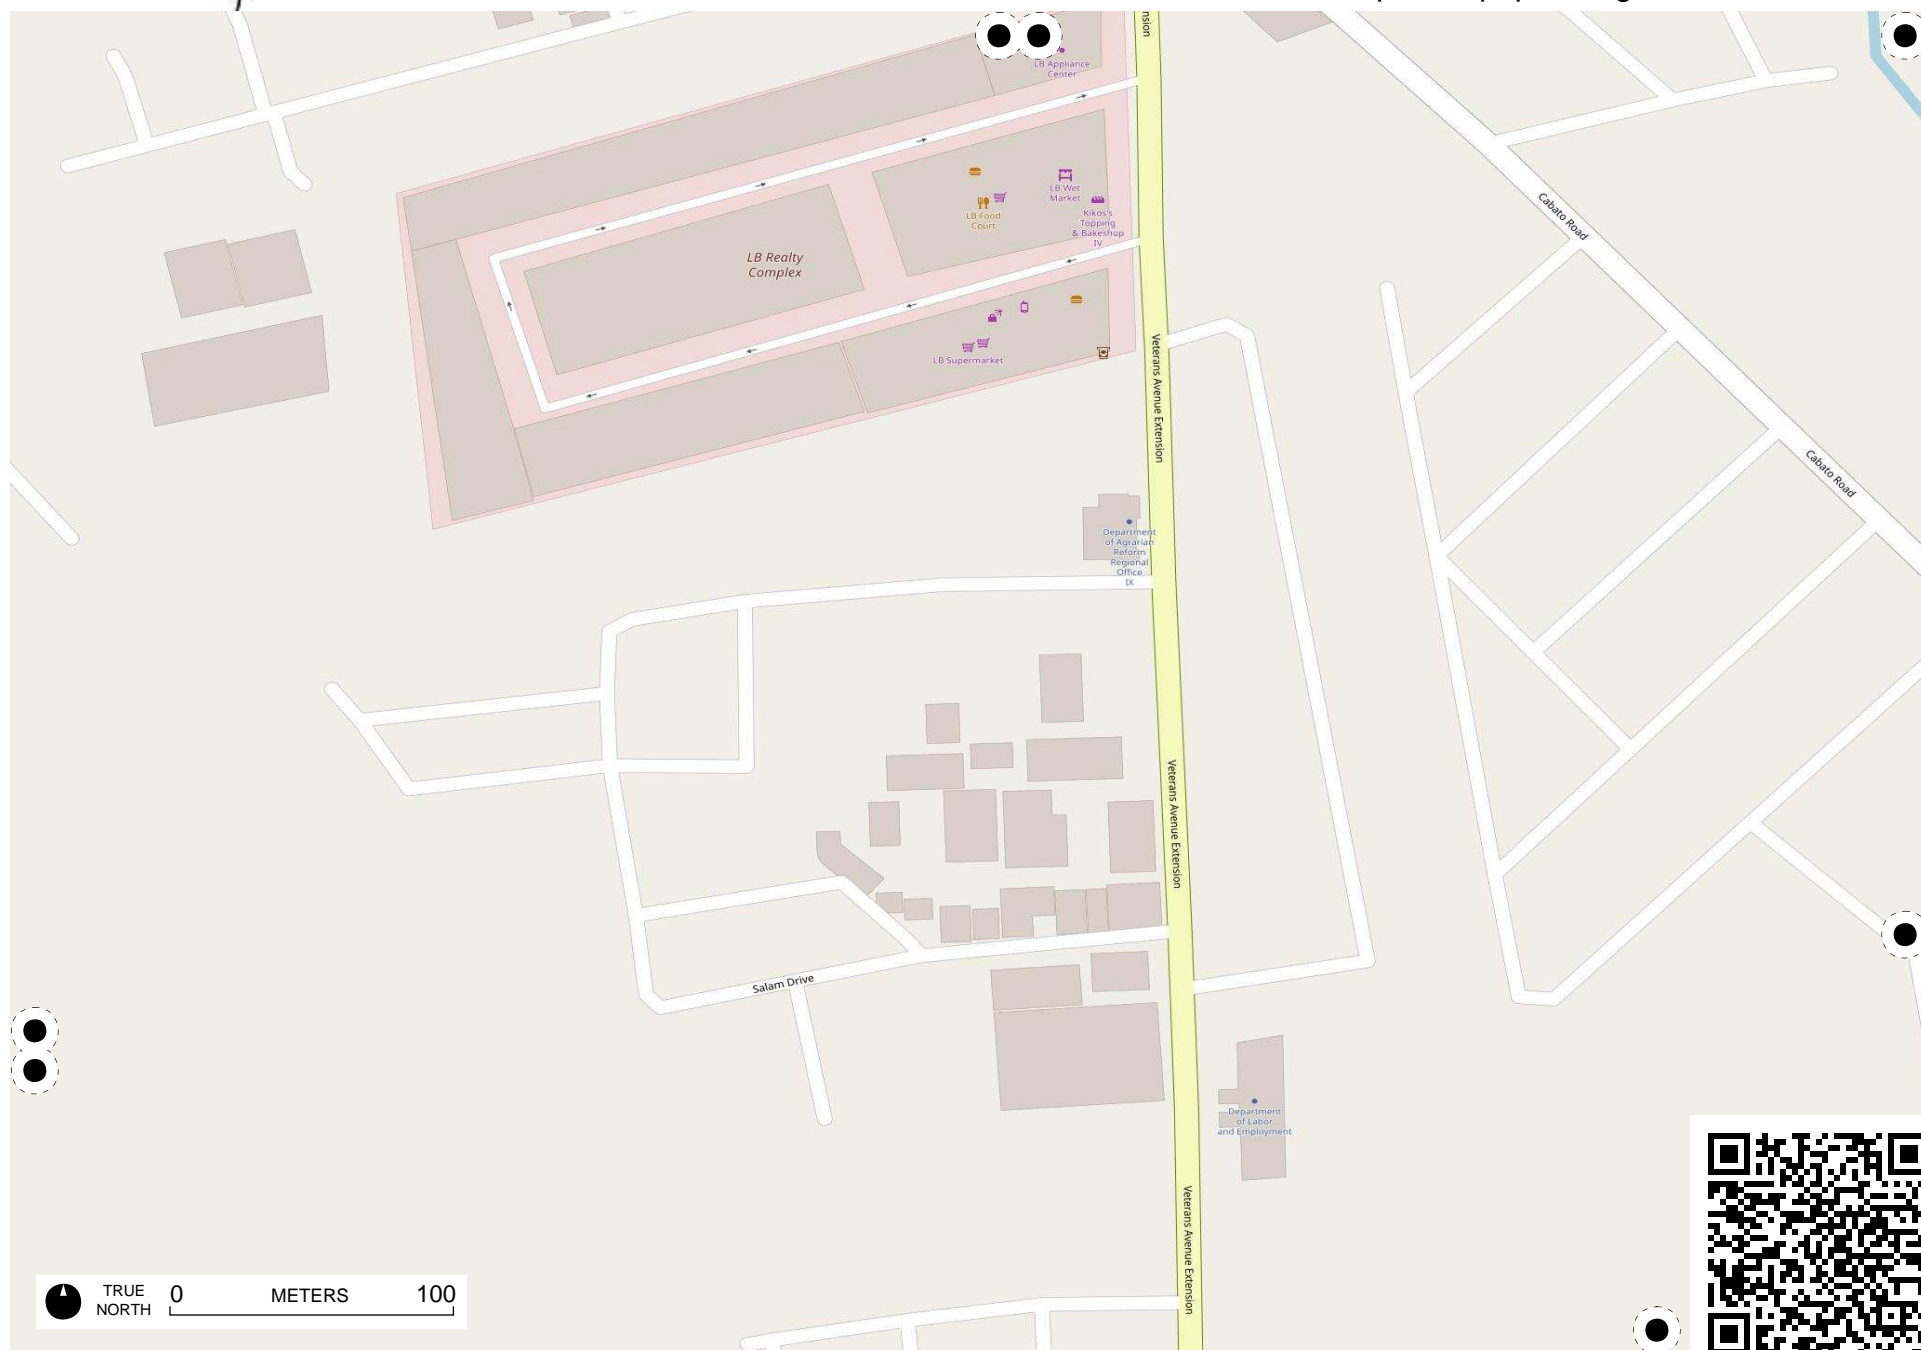 nsion
LB Appliance
Center
LB Wet
Market
LB Food
Court
Kikos's
Topping
& Bakeshop
IV
Cabato Road
LB Realty
Complex
LB Supermarket
Veterans Avenue Extension
Cabato Road
Department
of Agrarian
Reform
Regional
Office
IX
Veterans Avenue Extension
Salam Drive
Department
of Labor
and Employment
Veterans Avenue Extension
TRUE
NORTH
0 METERS 100